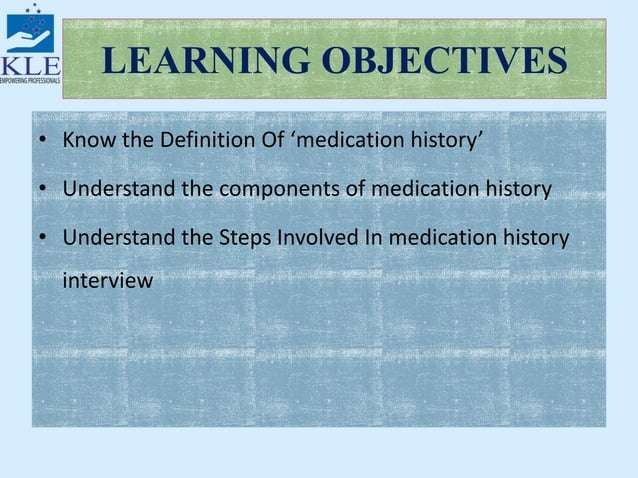 KLE
EMPOWERING PROFESSIONALS
LEARNING OBJECTIVES
• Know the Definition Of ‘medication history’
• Understand the components of medication history
• Understand the Steps Involved In medication history
interview